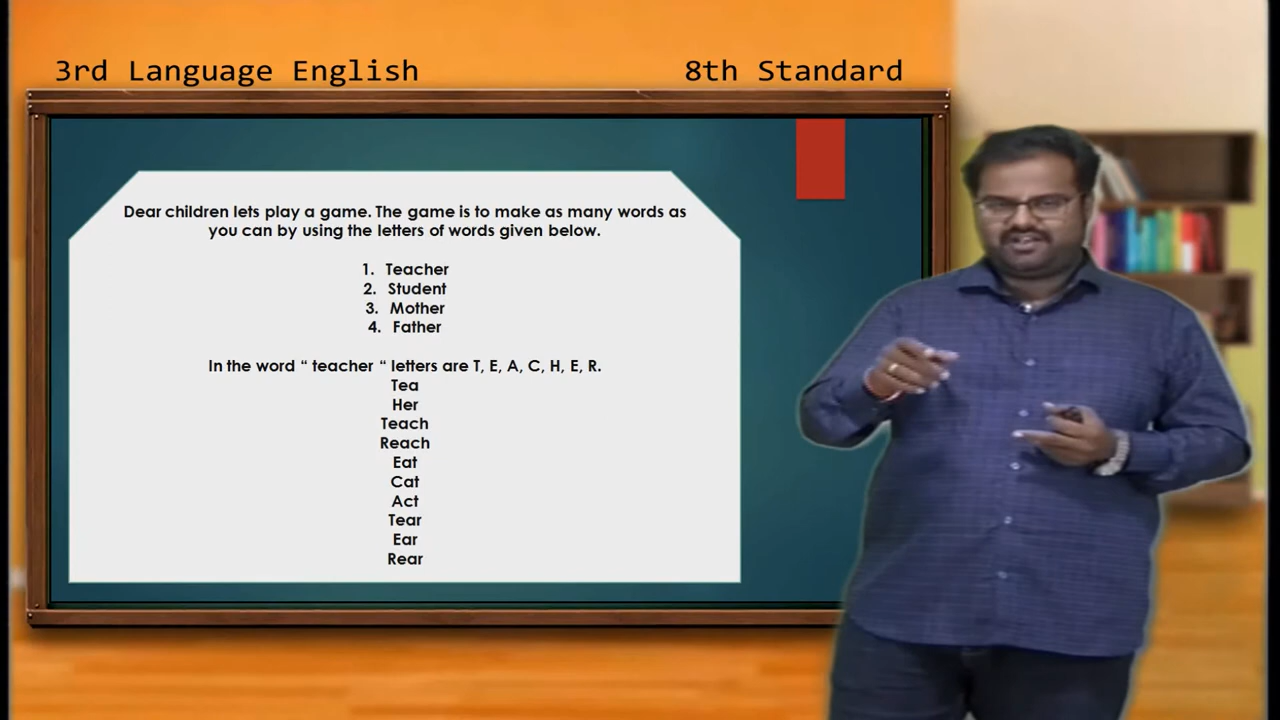 3rd Language English
8th Standard
Dear children lets play a game. The game is to make as many words as
you can by using the letters of words given below.
1. Teacher
2. Student
3. Mother
4. Father
In the word “ teacher “ letters are T, E, A, C, H, E, R.
Tea
Her
Teach
Reach
Eat
Cat
Act
Tear
Ear
Rear